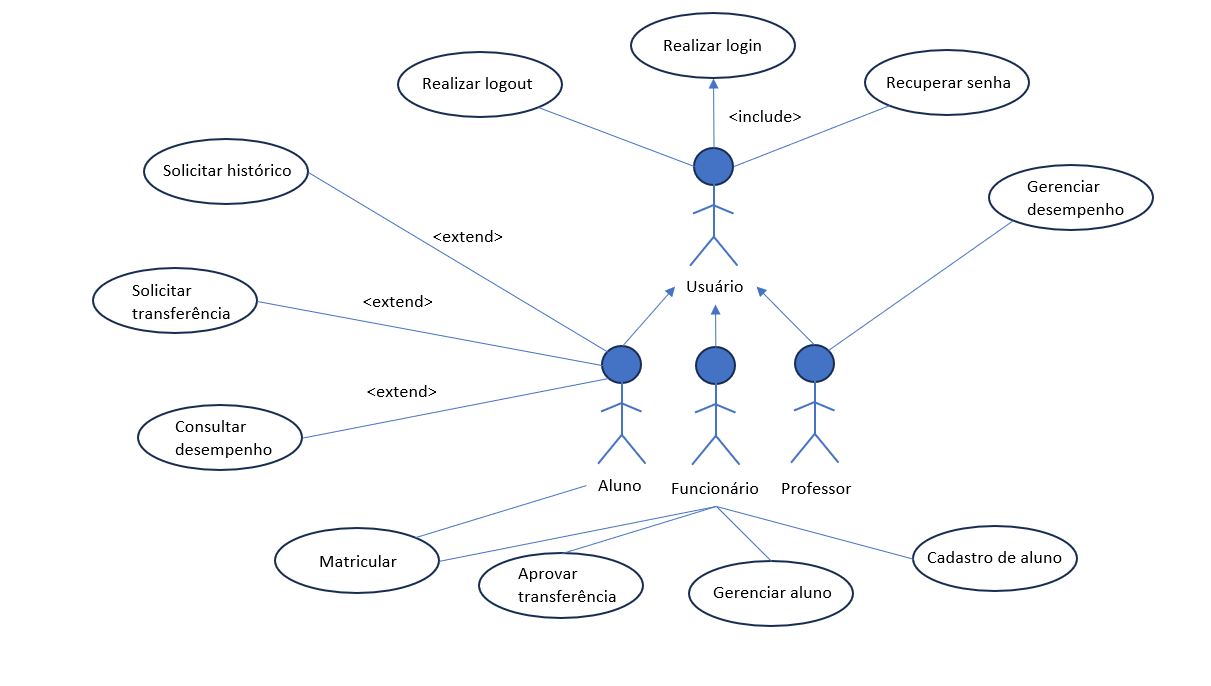 Realizar login
Realizar logout
Recuperar senha
<include>
Solicitar histórico
Gerenciar
desempenho
<extend>
Usuário
Solicitar
transferência
<extend>
<extend>
Consultar
desempenho
Aluno
Funcionário
Professor
Matricular
Aprovar
transferência
Gerenciar aluno
Cadastro de aluno